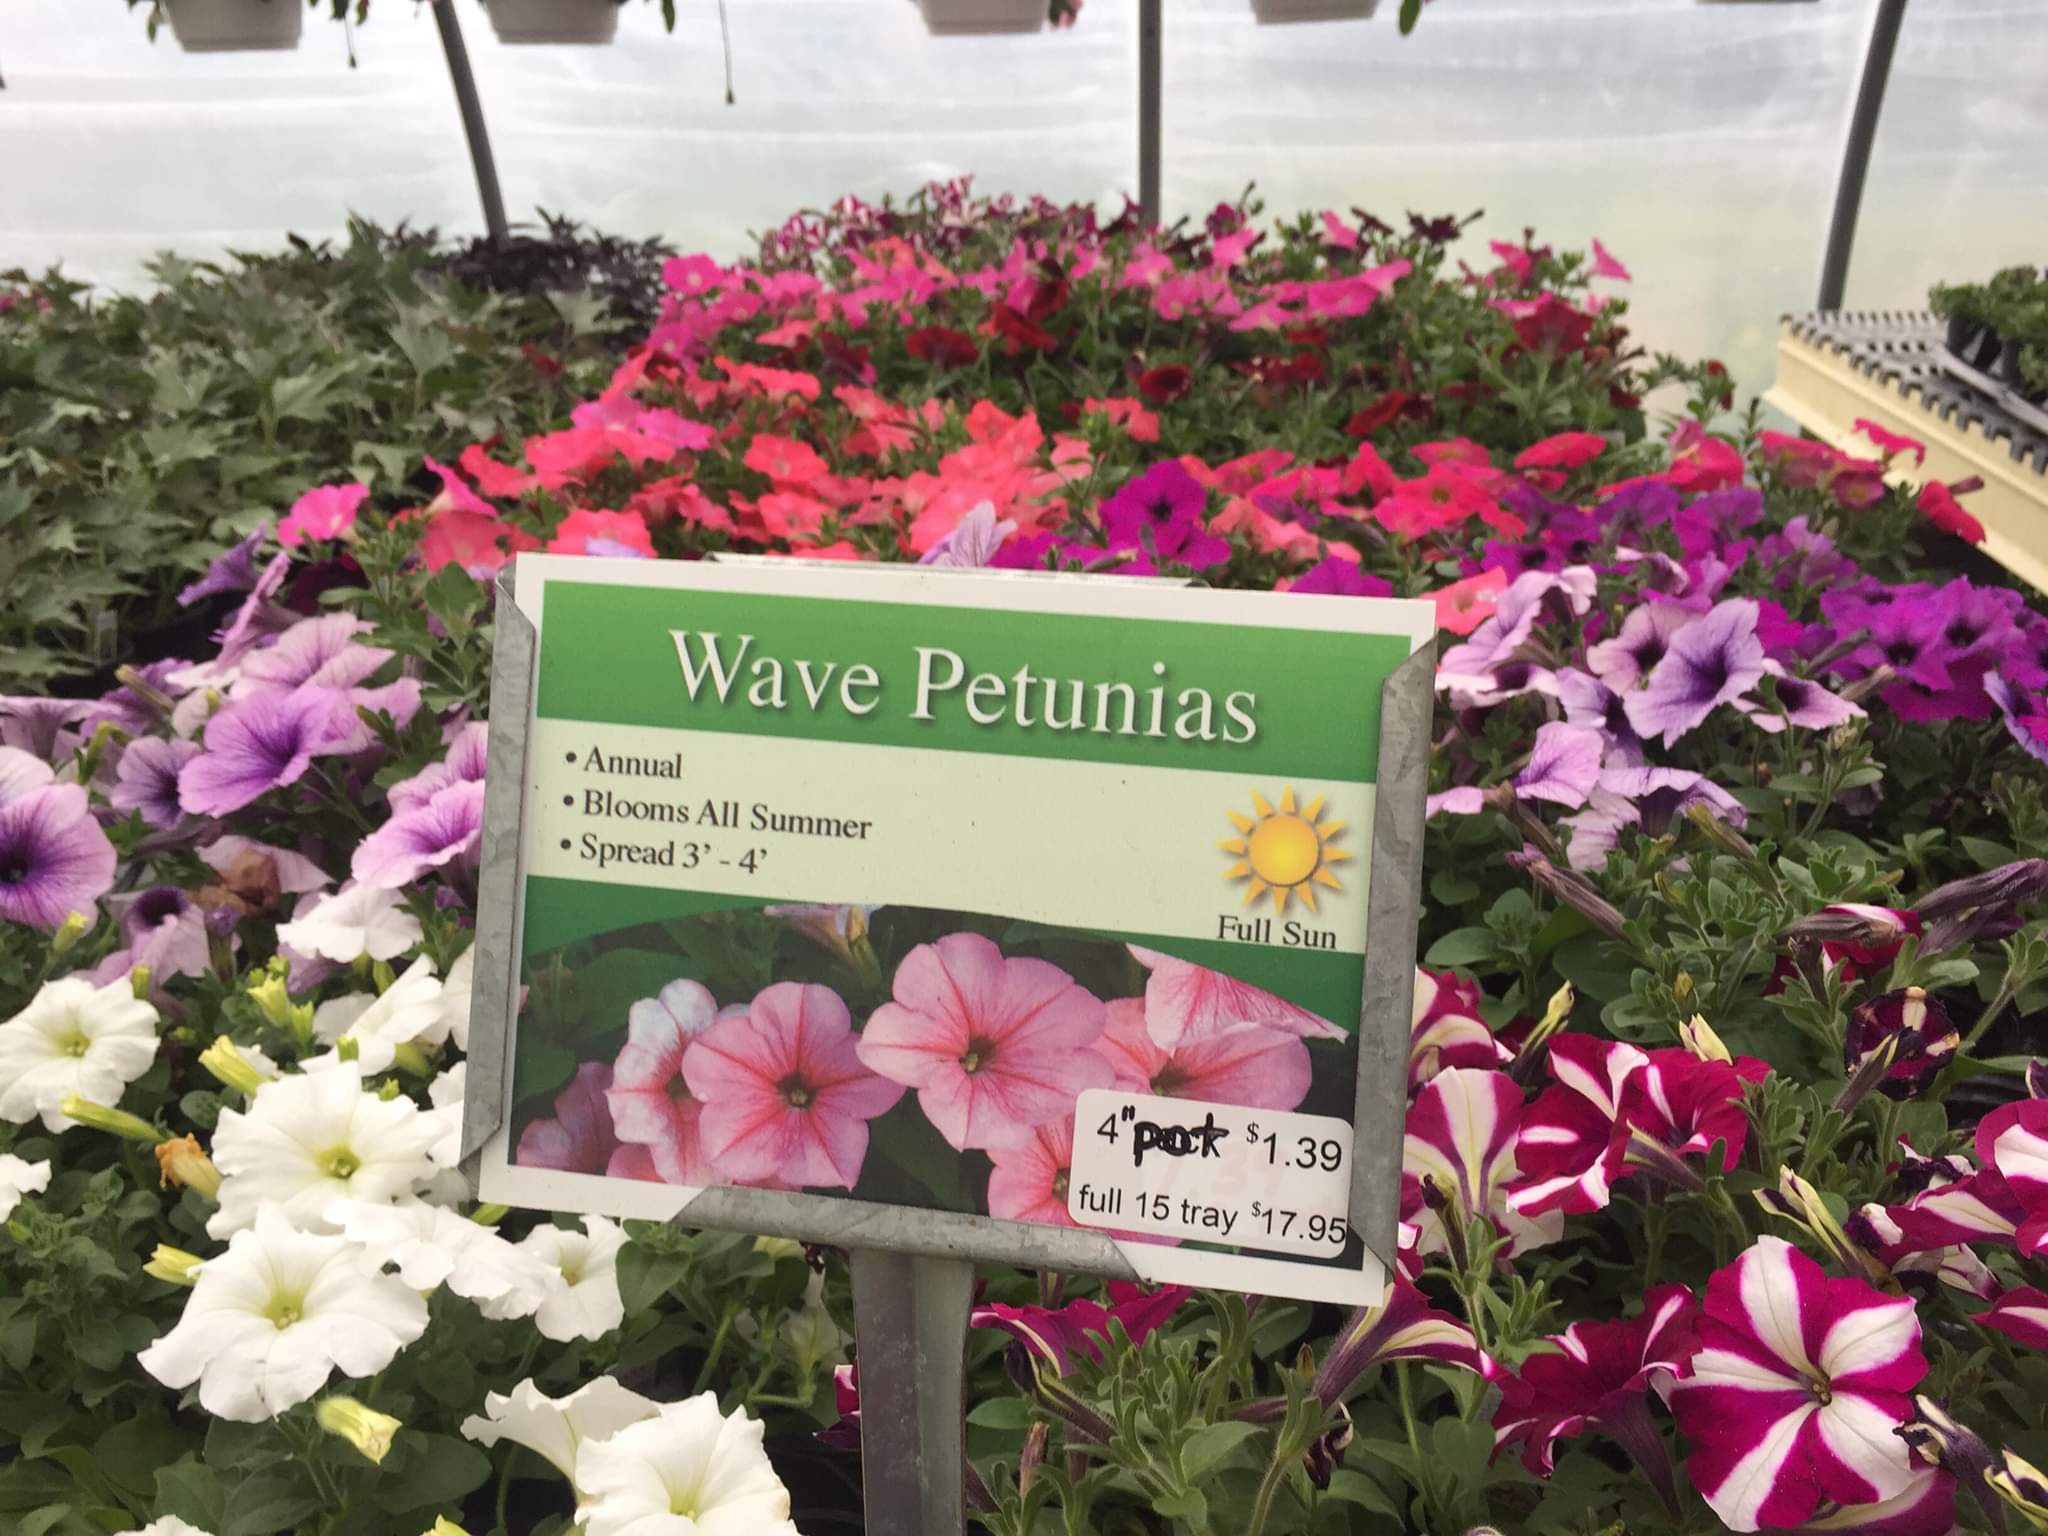 Wave Petunias
• Annual
• Blooms All Summer
• Spread 3' - 4'
Full Sun
4" pot $1.39
full 15 tray $17.95